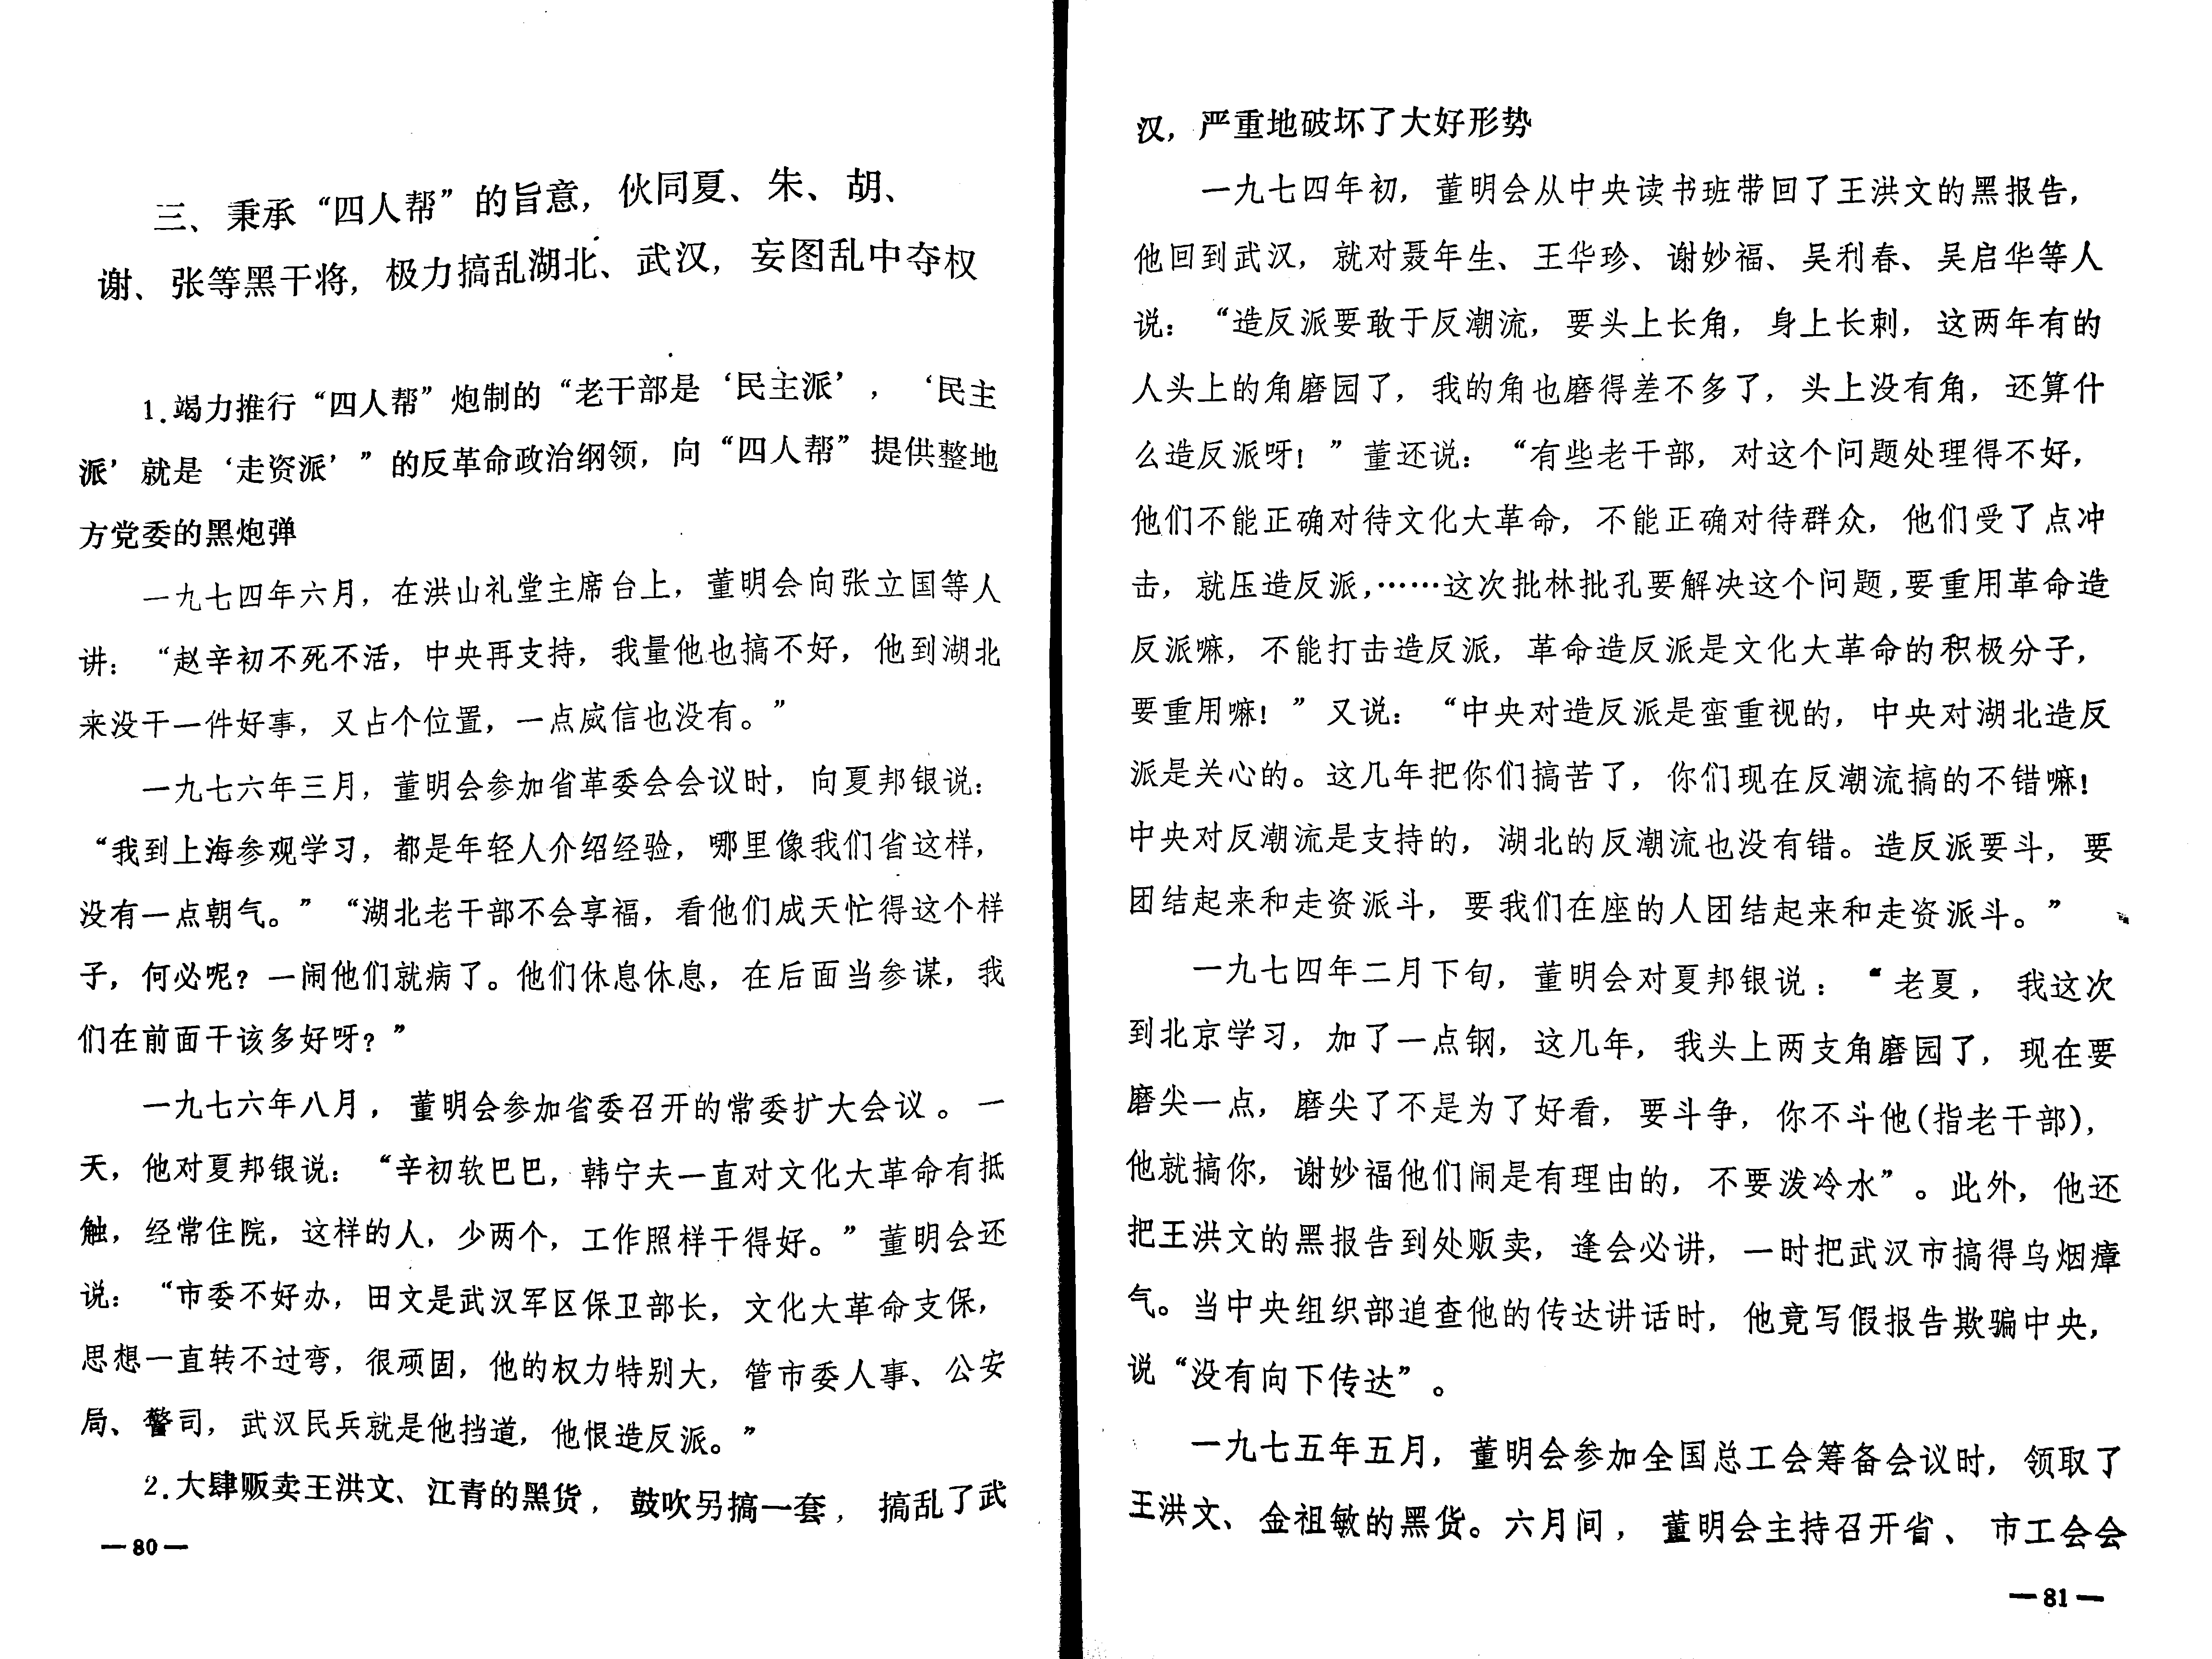 三、秉承“四人帮”的旨意，伙同夏、朱、胡、
谢、张等黑干将，极力搞乱湖北、武汉，妄图乱中夺权
1.竭力推行“四人帮”炮制的“老干部是‘民主派’，‘民主
派’就是‘走资派’”的反革命政治纲领，向“四人帮”提供整地
方党委的黑炮弹
一九七四年六月，在洪山礼堂主席台上，董明会向张立国等人
讲：“赵辛初不死不活，中央再支持，我量他也搞不好，他到湖北
来没干一件好事，又占个位置，一点威信也没有。”
一九七六年三月，董明会参加省革委会会议时，向夏邦银说：
“我到上海参观学习，都是年轻人介绍经验，哪里像我们省这样，
没有一点朝气。”“湖北老干部不会享福，看他们成天忙得这个样
子，何必呢？一闹他们就病了。他们休息休息，在后面当参谋，我
们在前面干该多好呀？”
一九七六年八月，董明会参加省委召开的常委扩大会议。一
天，他对夏邦银说：“辛初软巴巴，韩宁夫一直对文化大革命有抵
触，经常住院，这样的人，少两个，工作照样干得好。”董明会还
说：“市委不好办，田文是武汉军区保卫部长，文化大革命支保，
思想一直转不过弯，很顽固，他的权力特别大，管市委人事、公安
局、警司，武汉民兵就是他挡道，他恨造反派。”
2.大肆贩卖王洪文、江青的黑货，鼓吹另搞一套，搞乱了武
—80—
汉，严重地破坏了大好形势
一九七四年初，董明会从中央读书班带回了王洪文的黑报告，
他回到武汉，就对聂年生、王华珍、谢妙福、吴利春、吴启华等人
说：“造反派要敢于反潮流，要头上长角，身上长刺，这两年有的
人头上的角磨园了，我的角也磨得差不多了，头上没有角，还算什
么造反派呀！”董还说：“有些老干部，对这个问题处理得不好，
他们不能正确对待文化大革命，不能正确对待群众，他们受了点冲
击，就压造反派，……这次批林批孔要解决这个问题，要重用革命造
反派嘛，不能打击造反派，革命造反派是文化大革命的积极分子，
要重用嘛！”又说：“中央对造反派是蛮重视的，中央对湖北造反
派是关心的。这几年把你们搞苦了，你们现在反潮流搞的不错嘛！
中央对反潮流是支持的，湖北的反潮流也没有错。造反派要斗，要
团结起来和走资派斗，要我们在座的人团结起来和走资派斗。”
一九七四年二月下旬，董明会对夏邦银说：“老夏，我这次
到北京学习，加了一点钢，这几年，我头上两支角磨园了，现在要
磨尖一点，磨尖了不是为了好看，要斗争，你不斗他(指老干部)，
他就搞你，谢妙福他们闹是有理由的，不要泼冷水”。此外，他还
把王洪文的黑报告到处贩卖，逢会必讲，一时把武汉市搞得乌烟瘴
气。当中央组织部追查他的传达讲话时，他竟写假报告欺骗中央，
说“没有向下传达”。
一九七五年五月，董明会参加全国总工会筹备会议时，领取了
王洪文、金祖敏的黑货。六月间，董明会主持召开省、市工会会
—81—